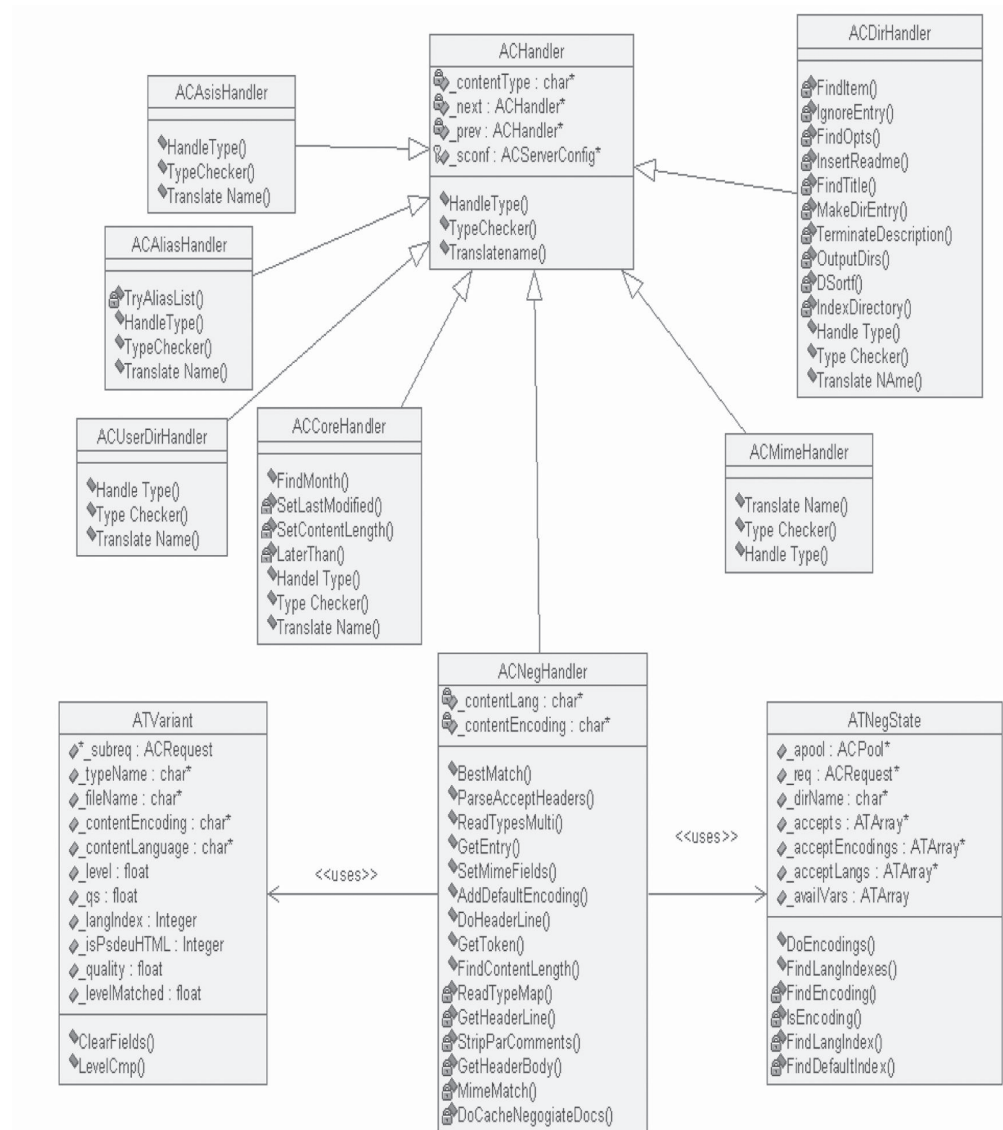 ACAsisHandler
HandleType()
TypeChecker()
Translate Name()
ACHandler
_contentType : char*
_next : ACHandler*
_prev : ACHandler*
_sconf : ACServerConfig*
HandleType()
TypeChecker()
Translatename()
ACDirHandler
FindItem()
IgnoreEntry()
FindOpts()
InsertReadme()
FindTitle()
MakeDirEntry()
TerminateDescription()
OutputDirs()
DSortf()
IndexDirectory()
Handle Type()
Type Checker()
Translate NAme()
ACAliasHandler
TryAliasList()
HandleType()
TypeChecker()
Translate Name()
ACUserDirHandler
Handle Type()
Type Checker()
Translate Name()
ACCoreHandler
FindMonth()
SetLastModified()
SetContentLength()
LaterThan()
Handel Type()
Type Checker()
Translate Name()
ACMimeHandler
Translate Name()
Type Checker()
Handle Type()
ATVariant
*_subreq : ACRequest
_typeName : char*
_fileName : char*
_contentEncoding : char*
_contentLanguage : char*
_level : float
_qs : float
_langIndex : Integer
_isPsdeuHTML : Integer
_quality : float
_levelMatched : float
ClearFields()
LevelCmp()
<<uses>>
ACNegHandler
_contentLang : char*
_contentEncoding : char*
BestMatch()
ParseAcceptHeaders()
ReadTypesMulti()
GetEntry()
SetMimeFields()
AddDefaultEncoding()
DoHeaderLine()
GetToken()
FindContentLength()
ReadTypeMap()
GetHeaderLine()
StripParComments()
GetHeaderBody()
MimeMatch()
DoCacheNegogiateDocs()
<<uses>>
ATNegState
_apool : ACPool*
_req : ACRequest*
_dirName : char*
_accepts : ATArray*
_acceptEncodings : ATArray*
_acceptLangs : ATArray*
_availVars : ATArray
DoEncodings()
FindLangIndexes()
FindEncoding()
IsEncoding()
FindLangIndex()
FindDefaultIndex()